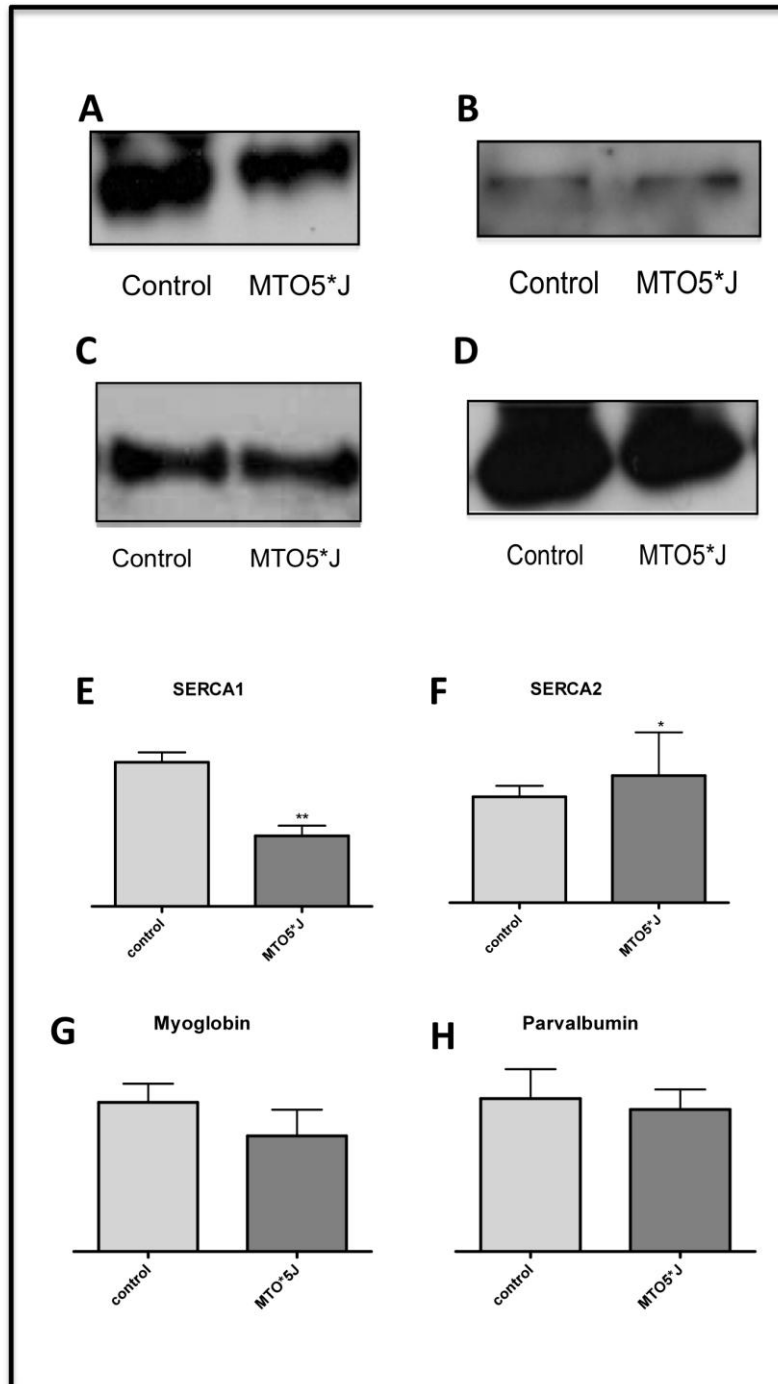 A
B
Control MTO5*J
Control MTO5*J
C
D
Control MTO5*J
Control MTO5*J
E
SERCA1
**
control
MTO5*J
F
SERCA2
*
control
MTO5*J
G
Myoglobin
control
MTO*5J
H
Parvalbumin
control
MTO5*J